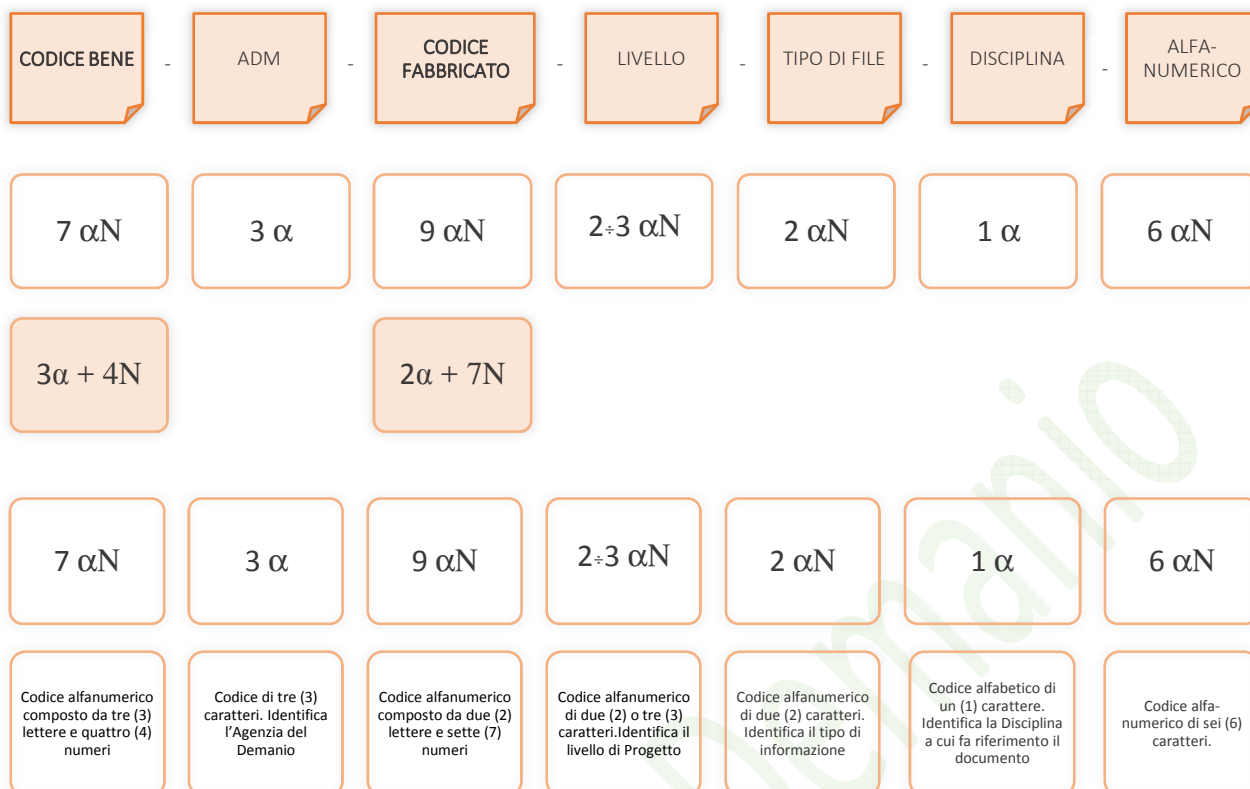 CODICE BENE - ADM - CODICE FABBRICATO - LIVELLO - TIPO DI FILE - DISCIPLINA - ALFA-NUMERICO
7 αN
3 α
9 αN
2÷3 αN
2 αN
1 α
6 αN
3α + 4N
2α + 7N
7 αN
3 α
9 αN
2÷3 αN
2 αN
1 α
6 αN
Codice alfanumerico
composto da tre (3)
lettere e quattro (4)
numeri
Codice di tre (3)
caratteri. Identifica
l'Agenzia del
Demanio
Codice alfanumerico
composto da due (2)
lettere e sette (7)
numeri
Codice alfanumerico
di due (2) o tre (3)
caratteri.Identifica il
livello di Progetto
Codice alfanumerico
di due (2) caratteri.
Identifica il tipo di
informazione
Codice alfabetico di
un (1) carattere.
Identifica la Disciplina
a cui fa riferimento il
documento
Codice alfa-
numerico di sei (6)
caratteri.
Demanio